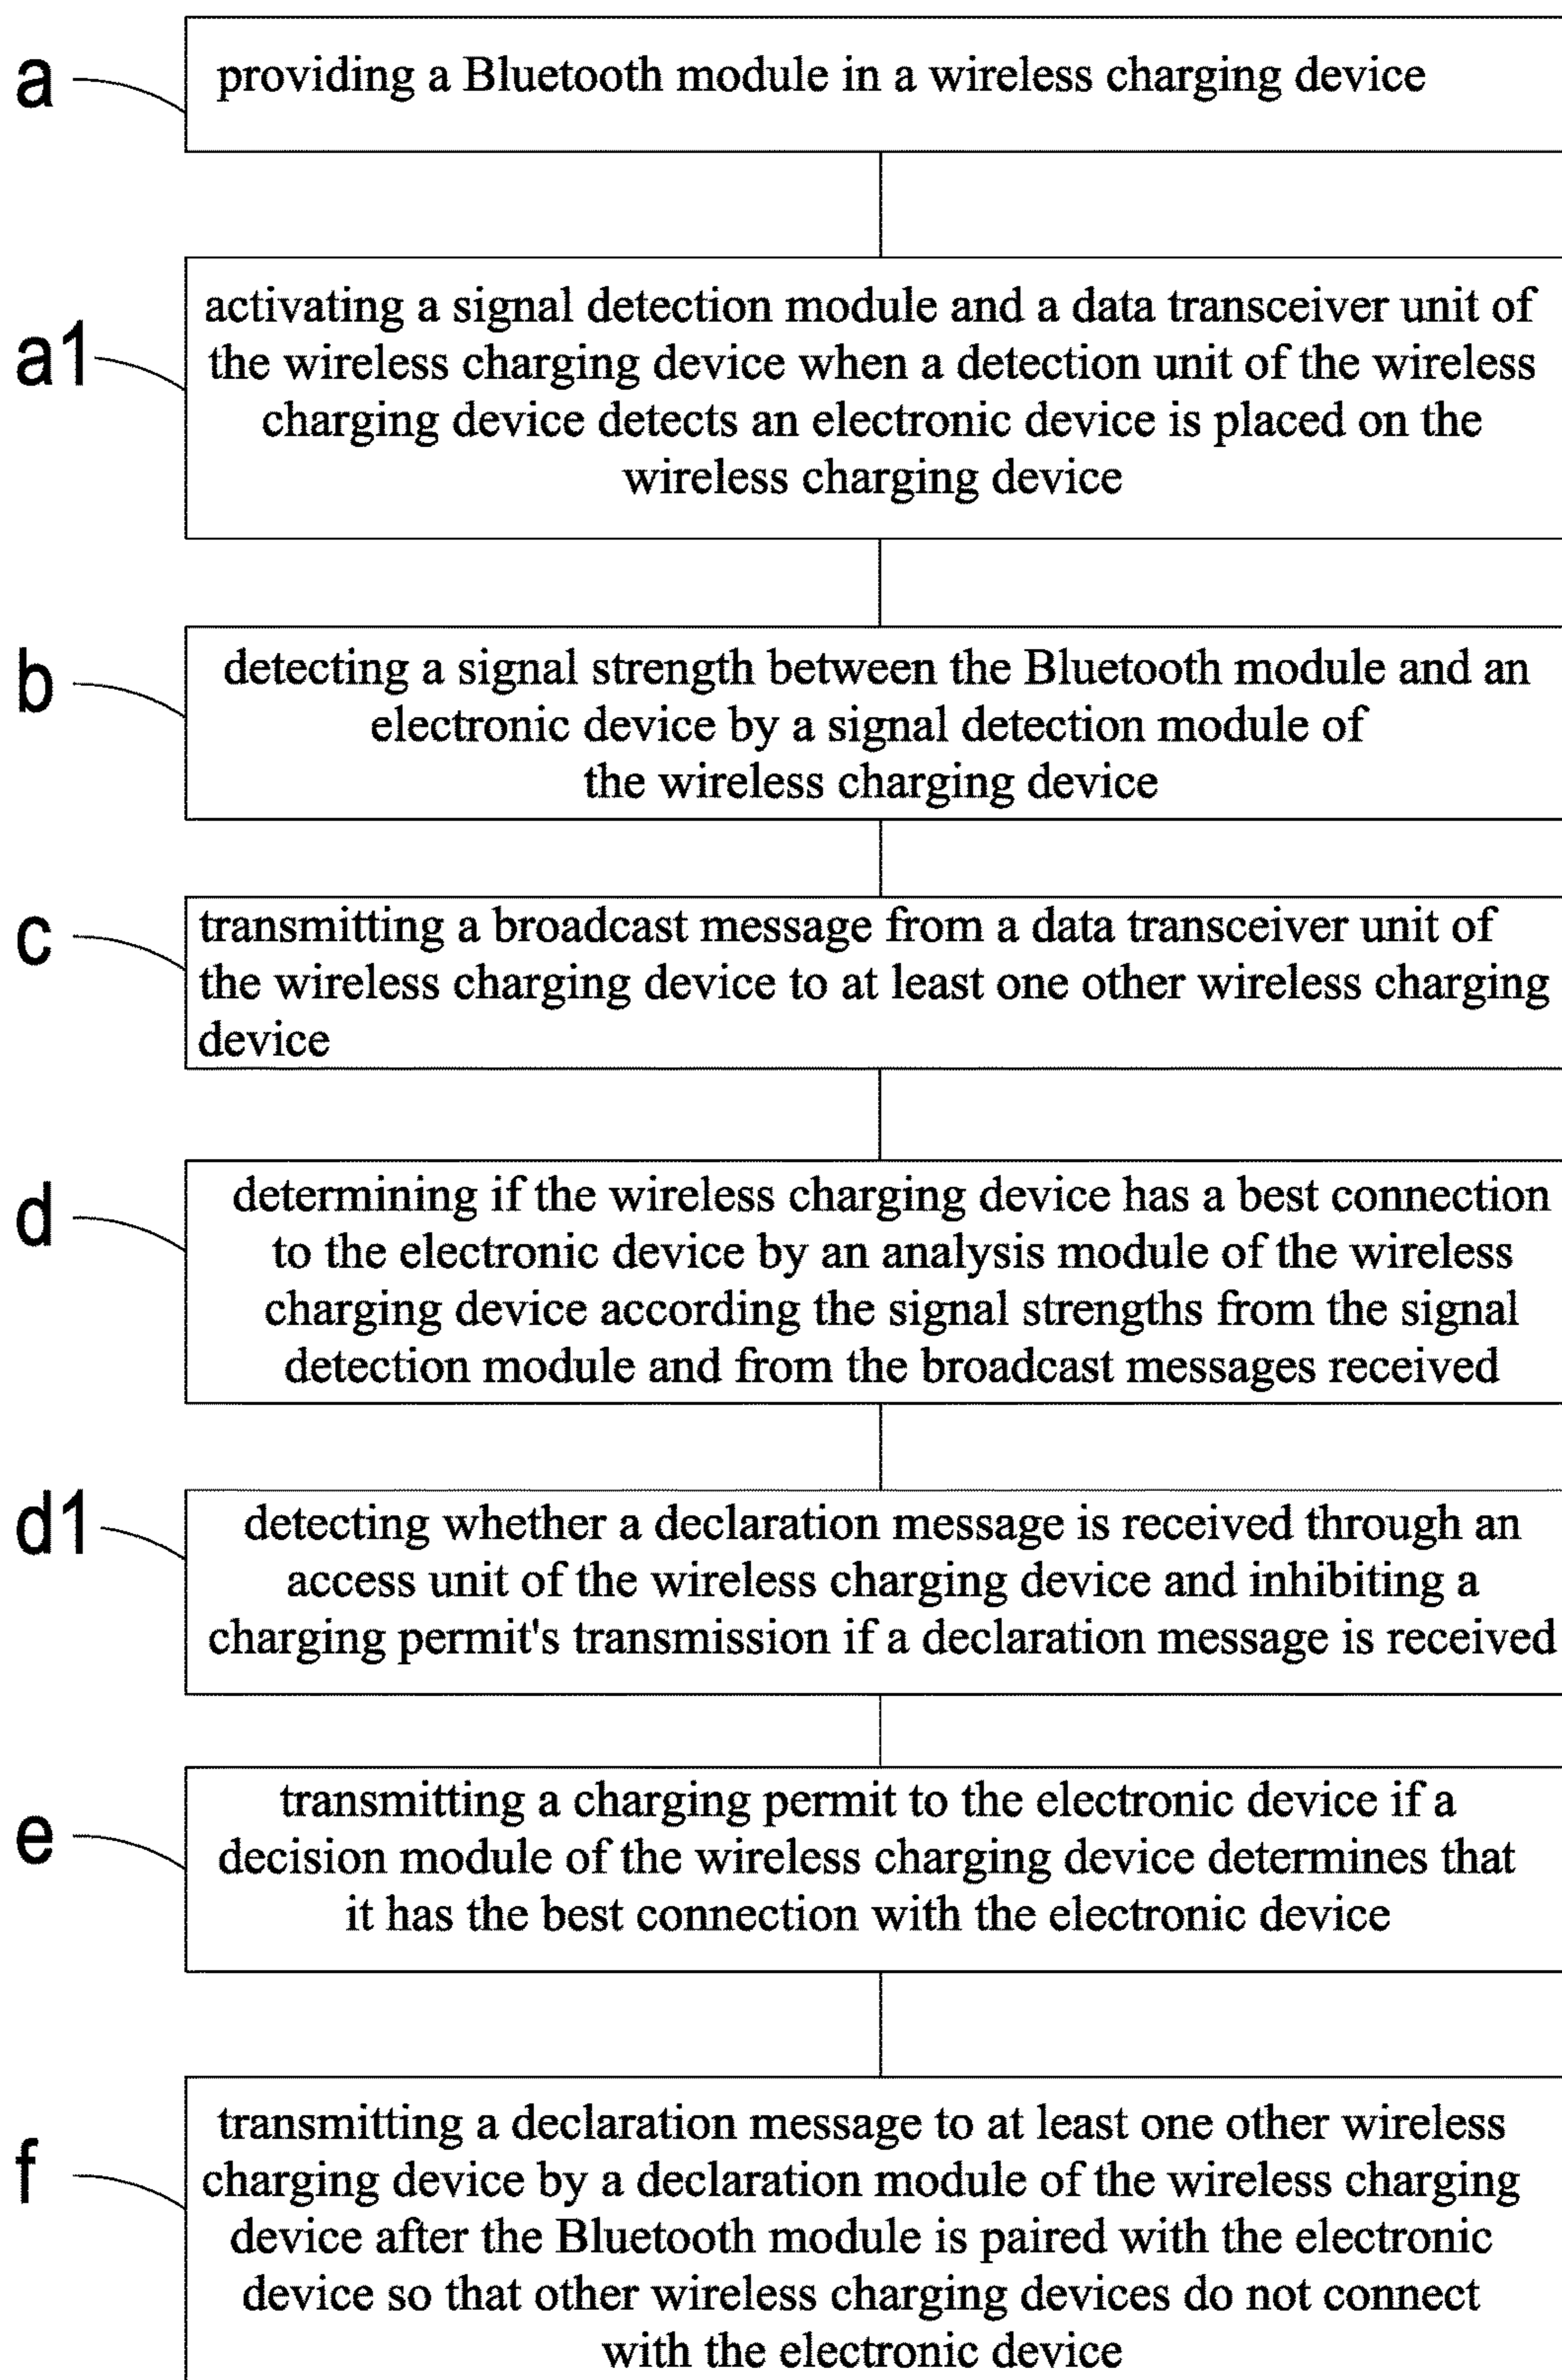 a
providing a Bluetooth module in a wireless charging device
a1
activating a signal detection module and a data transceiver unit of
the wireless charging device when a detection unit of the wireless
charging device detects an electronic device is placed on the
wireless charging device
b
detecting a signal strength between the Bluetooth module and an
electronic device by a signal detection module of
the wireless charging device
c
transmitting a broadcast message from a data transceiver unit of
the wireless charging device to at least one other wireless charging
device
d
determining if the wireless charging device has a best connection
to the electronic device by an analysis module of the wireless
charging device according the signal strengths from the signal
detection module and from the broadcast messages received
d1
detecting whether a declaration message is received through an
access unit of the wireless charging device and inhibiting a
charging permit's transmission if a declaration message is received
e
transmitting a charging permit to the electronic device if a
decision module of the wireless charging device determines that
it has the best connection with the electronic device
f
transmitting a declaration message to at least one other wireless
charging device by a declaration module of the wireless charging
device after the Bluetooth module is paired with the electronic
device so that other wireless charging devices do not connect
with the electronic device